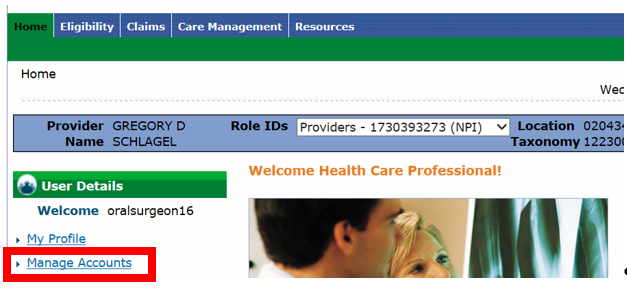 Home Eligibility Claims Care Management Resources
Home
Wed
Provider Name GREGORY D SCHLAGEL Role IDs Providers - 1730393273 (NPI) Location 020434
Taxonomy 122300
Welcome Health Care Professional!
User Details
Welcome oralsurgeon16
My Profile
Manage Accounts